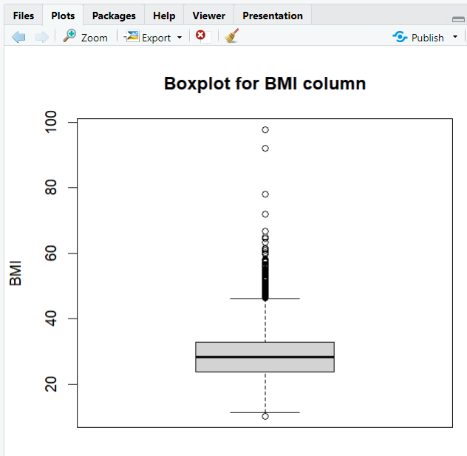 Files Plots Packages Help Viewer Presentation
Zoom Export Publish
Boxplot for BMI column
100
80
60
40
20
BMI